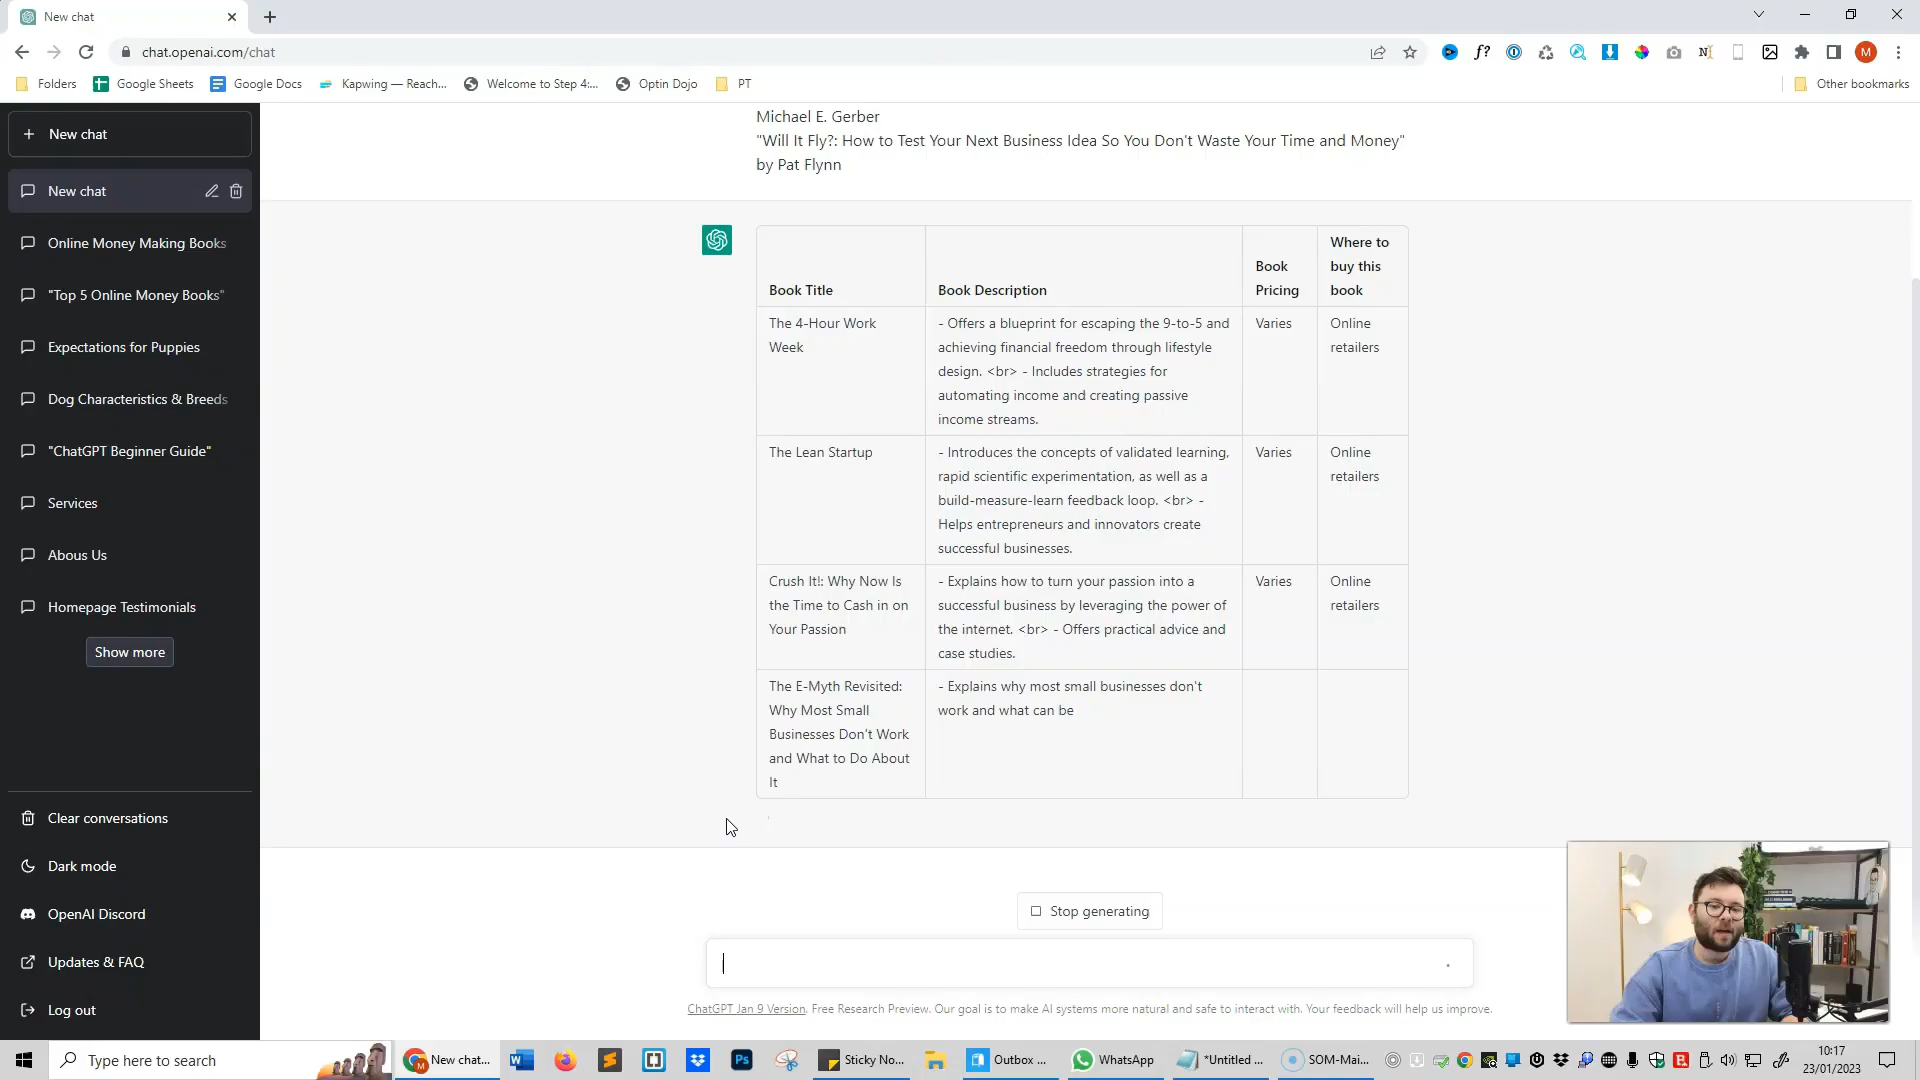 New chat
chat.openai.com/chat
f?
N
M
Folders
Google Sheets
Google Docs
Kapwing — Reach...
Welcome to Step 4:...
Optin Dojo
PT
Other bookmarks
New chat
New chat
Online Money Making Books
"Top 5 Online Money Books"
Expectations for Puppies
Dog Characteristics & Breeds
"ChatGPT Beginner Guide"
Services
Abous Us
Homepage Testimonials
Show more
Clear conversations
Dark mode
OpenAI Discord
Updates & FAQ
Log out
Michael E. Gerber
"Will It Fly?: How to Test Your Next Business Idea So You Don't Waste Your Time and Money"
by Pat Flynn
Book Title
Book Description
Book
Pricing
Where to
buy this
book
The 4-Hour Work
Week
- Offers a blueprint for escaping the 9-to-5 and
achieving financial freedom through lifestyle
design. <br> - Includes strategies for
automating income and creating passive
income streams.
Varies
Online
retailers
The Lean Startup
- Introduces the concepts of validated learning,
rapid scientific experimentation, as well as a
build-measure-learn feedback loop. <br> -
Helps entrepreneurs and innovators create
successful businesses.
Varies
Online
retailers
Crush It!: Why Now Is
the Time to Cash in on
Your Passion
- Explains how to turn your passion into a
successful business by leveraging the power of
the internet. <br> - Offers practical advice and
case studies.
Varies
Online
retailers
The E-Myth Revisited:
Why Most Small
Businesses Don't Work
and What to Do About
It
- Explains why most small businesses don't
work and what can be
Stop generating
ChatGPT Jan 9 Version. Free Research Preview. Our goal is to make AI systems more natural and safe to interact with. Your feedback will help us improve.
Type here to search
New chat...
Ps
Sticky No...
Outbox ...
WhatsApp
*Untitled ...
SOM-Mai...
10:17
23/01/2023